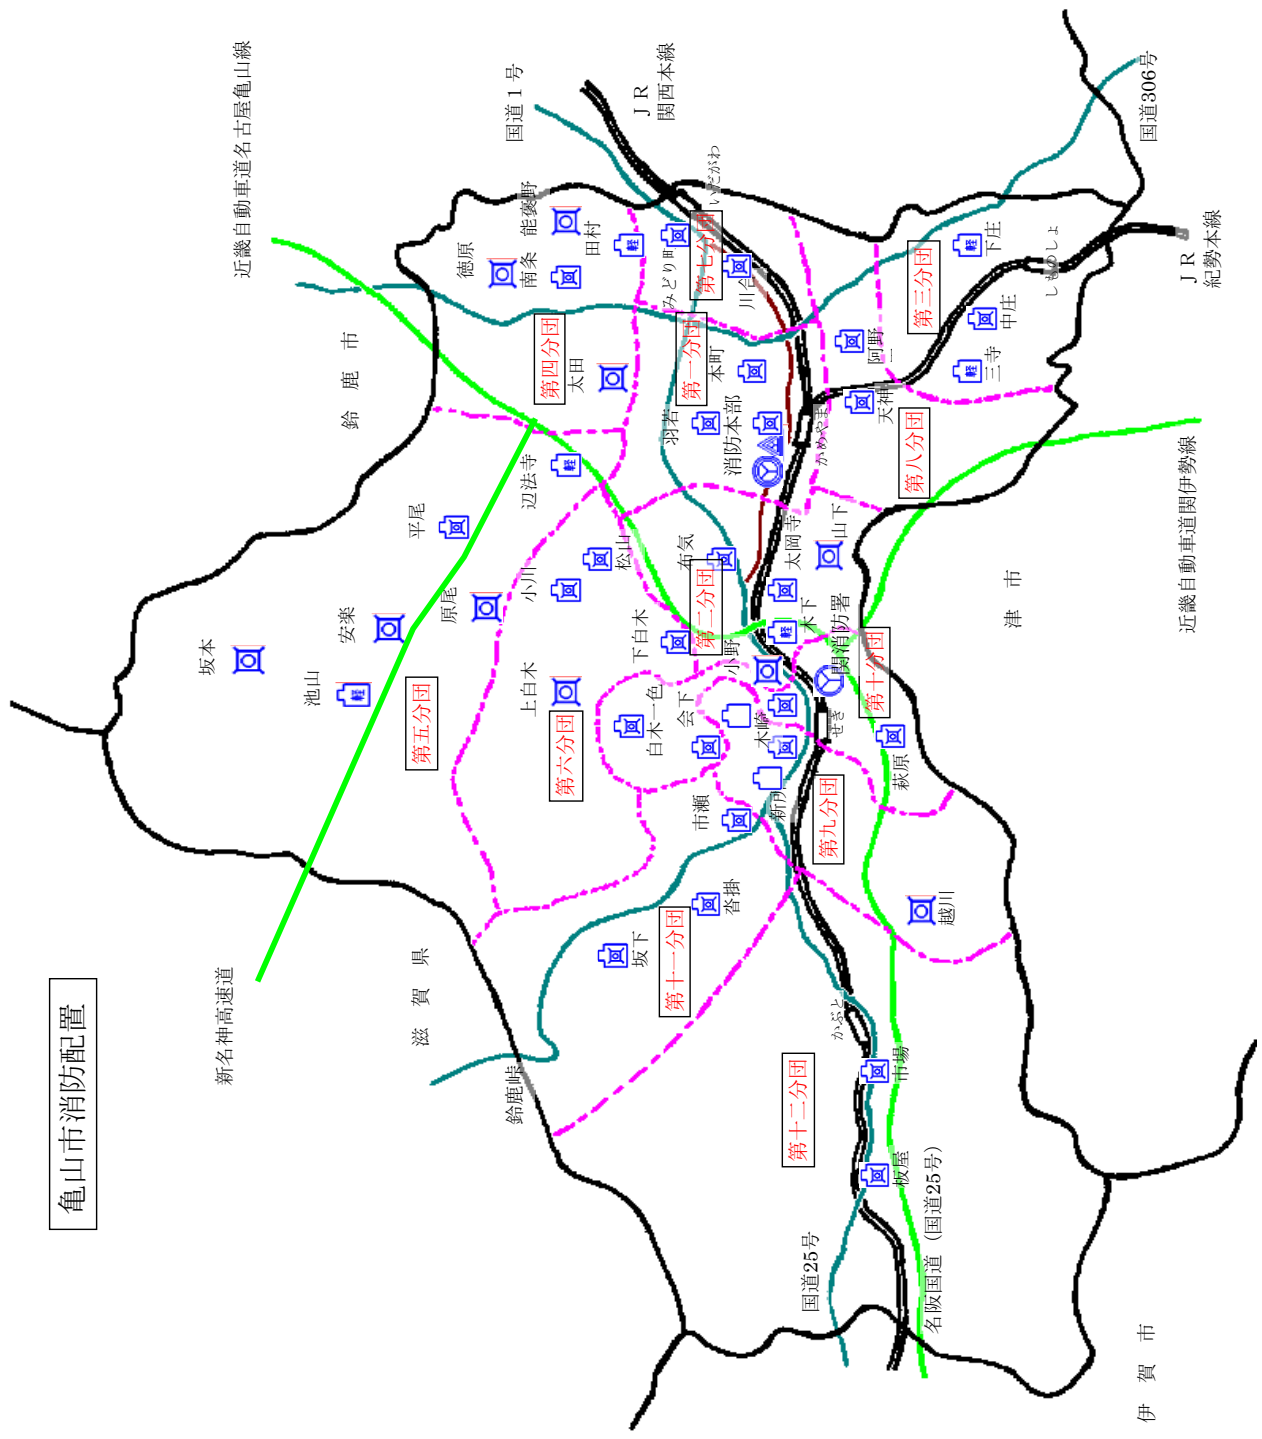 亀山市消防配置
新名神高速道
滋賀県
鈴鹿峠
坂本
池山
安楽
平尾
原尾
第五分団
鈴鹿市
近畿自動車道名古屋亀山線
徳原
南条
能褒野
田村
国道1号
JR
関西本線
いだがわ
第四分団
太田
辺法寺
小川
松山
上白木
第六分団
下白木
白木一色
会下
みどり町
第七分団
川合
第一分団
本町
羽若
消防本部
かめやま
布気
第二分団
小野
太岡寺
山下
木下
関消防署
第十分団
木崎
せき
新所
市瀬
第九分団
萩原
沓掛
坂下
第十一分団
越川
かぶと
第十二分団
市場
板屋
国道25号
名阪国道（国道25号）
伊賀市
津市
近畿自動車道関伊勢線
阿野
天神
第八分団
第三分団
下庄
中庄
三寺
しものしょ
JR
紀勢本線
国道306号
軽
軽
軽
軽
軽